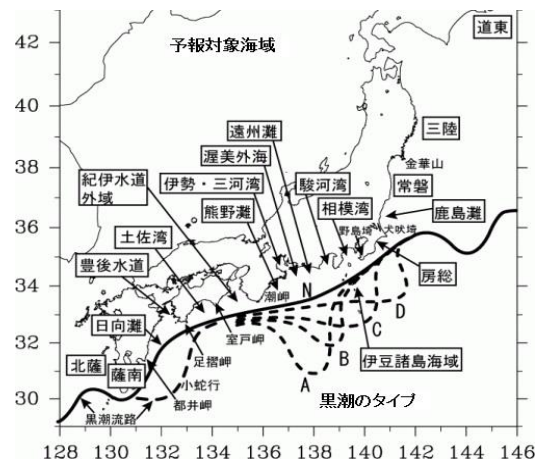 予報対象海域
道東
42
40
38
36
34
32
30
三陸
金華山
遠州灘
渥美外海
駿河湾
常磐
紀伊水道
外域
伊勢・三河湾
相模湾
鹿島灘
熊野灘
野島埼
犬吠埼
土佐湾
豊後水道
潮岬
N
房総
日向灘
室戸岬
D
C
足摺岬
B
伊豆諸島海域
北薩
薩南
小蛇行
A
都井岬
黒潮流路
黒潮のタイプ
128 130 132 134 136 138 140 142 144 146